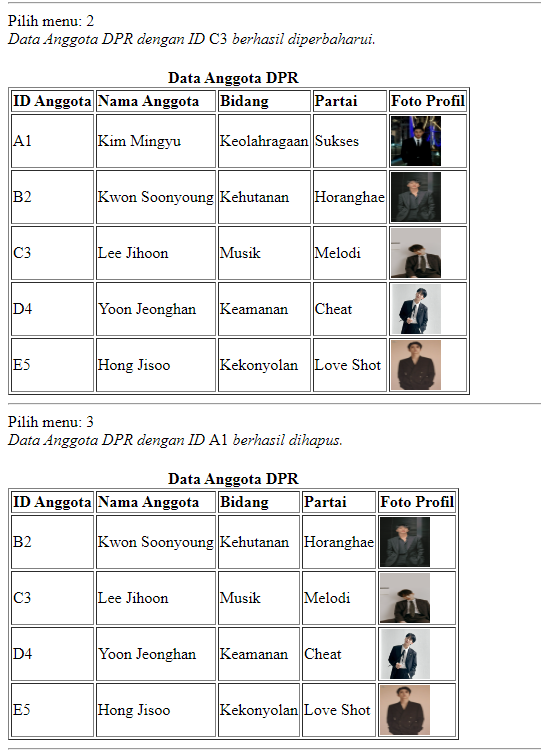 Pilih menu: 2
Data Anggota DPR dengan ID C3 berhasil diperbaharui.
Data Anggota DPR
ID Anggota Nama Anggota Bidang Partai Foto Profil
A1 Kim Mingyu Keolahragaan Sukses
B2 Kwon Soonyoung Kehutanan Horanghae
C3 Lee Jihoon Musik Melodi
D4 Yoon Jeonghan Keamanan Cheat
E5 Hong Jisoo Kekonyolan Love Shot
Pilih menu: 3
Data Anggota DPR dengan ID A1 berhasil dihapus.
Data Anggota DPR
ID Anggota Nama Anggota Bidang Partai Foto Profil
B2 Kwon Soonyoung Kehutanan Horanghae
C3 Lee Jihoon Musik Melodi
D4 Yoon Jeonghan Keamanan Cheat
E5 Hong Jisoo Kekonyolan Love Shot